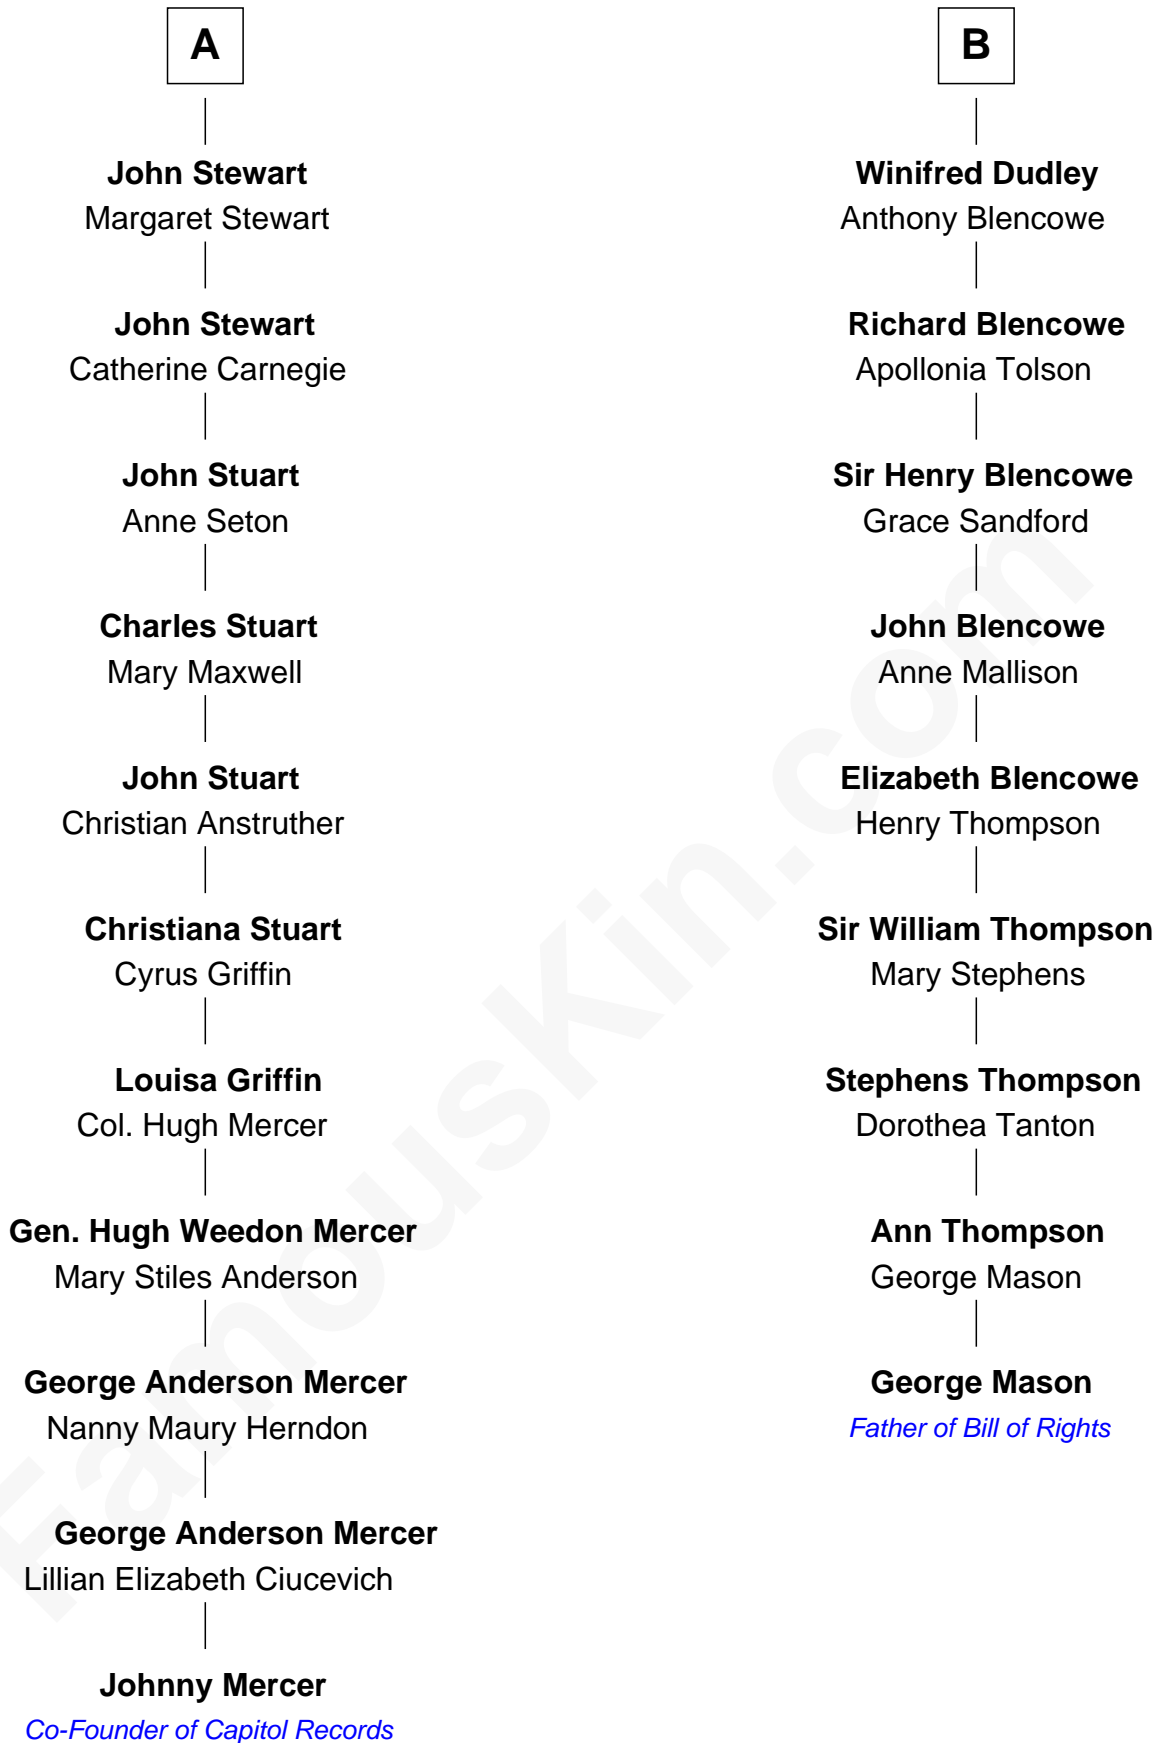 A
John Stewart
Margaret Stewart
John Stewart
Catherine Carnegie
John Stuart
Anne Seton
Charles Stuart
Mary Maxwell
John Stuart
Christian Anstruther
Christiana Stuart
Cyrus Griffin
Louisa Griffin
Col. Hugh Mercer
Gen. Hugh Weedon Mercer
Mary Stiles Anderson
George Anderson Mercer
Nanny Maury Herndon
George Anderson Mercer
Lillian Elizabeth Ciucevich
Johnny Mercer
Co-Founder of Capitol Records
B
Winifred Dudley
Anthony Blencowe
Richard Blencowe
Apollonia Tolson
Sir Henry Blencowe
Grace Sandford
John Blencowe
Anne Mallison
Elizabeth Blencowe
Henry Thompson
Sir William Thompson
Mary Stephens
Stephens Thompson
Dorothea Tanton
Ann Thompson
George Mason
George Mason
Father of Bill of Rights
FamousKin.com